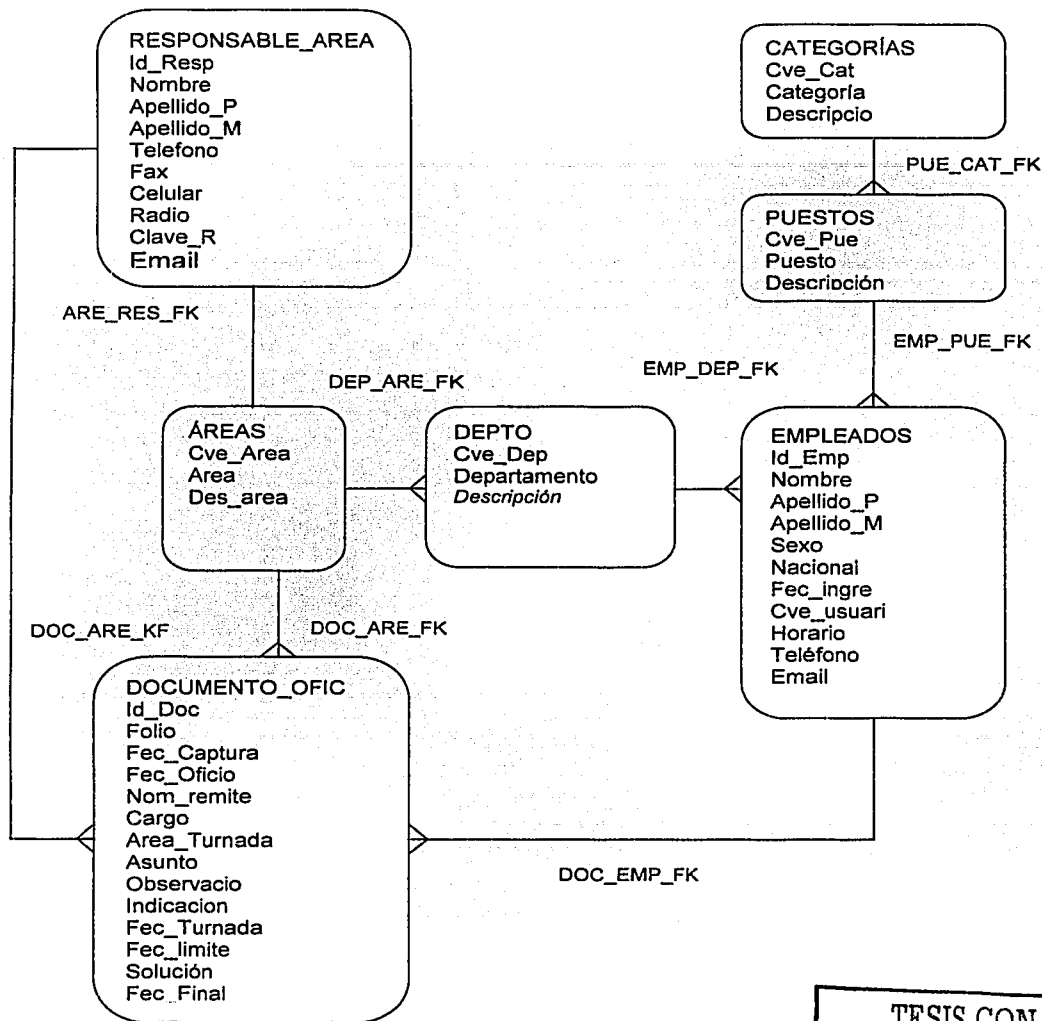 RESPONSABLE_AREA
Id_Resp
Nombre
Apellido_P
Apellido_M
Telefono
Fax
Celular
Radio
Clave_R
Email
CATEGORÍAS
Cve_Cat
Categoría
Descripcio
PUE_CAT_FK
PUESTOS
Cve_Pue
Puesto
Descripción
ARE_RES_FK
EMP_PUE_FK
DEP_ARE_FK
EMP_DEP_FK
ÁREAS
Cve_Area
Area
Des_area
DEPTO
Cve_Dep
Departamento
Descripción
EMPLEADOS
Id_Emp
Nombre
Apellido_P
Apellido_M
Sexo
Nacional
Fec_ingre
Cve_usuari
Horario
Teléfono
Email
DOC_ARE_KF
DOC_ARE_FK
DOCUMENTO_OFIC
Id_Doc
Folio
Fec_Captura
Fec_Oficio
Nom_remite
Cargo
Area_Turnada
Asunto
Observacio
Indicacion
Fec_Turnada
Fec_limite
Solución
Fec_Final
DOC_EMP_FK
TESIS CON